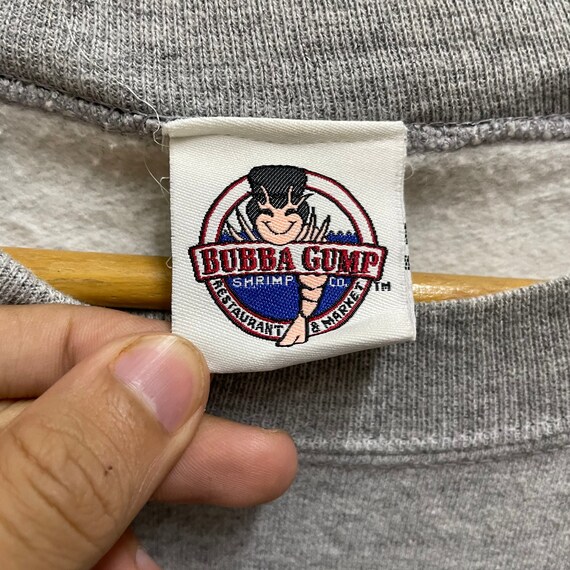 BUBBA GUMP
SHRIMP CO. TM
RESTAURANT & MARKET